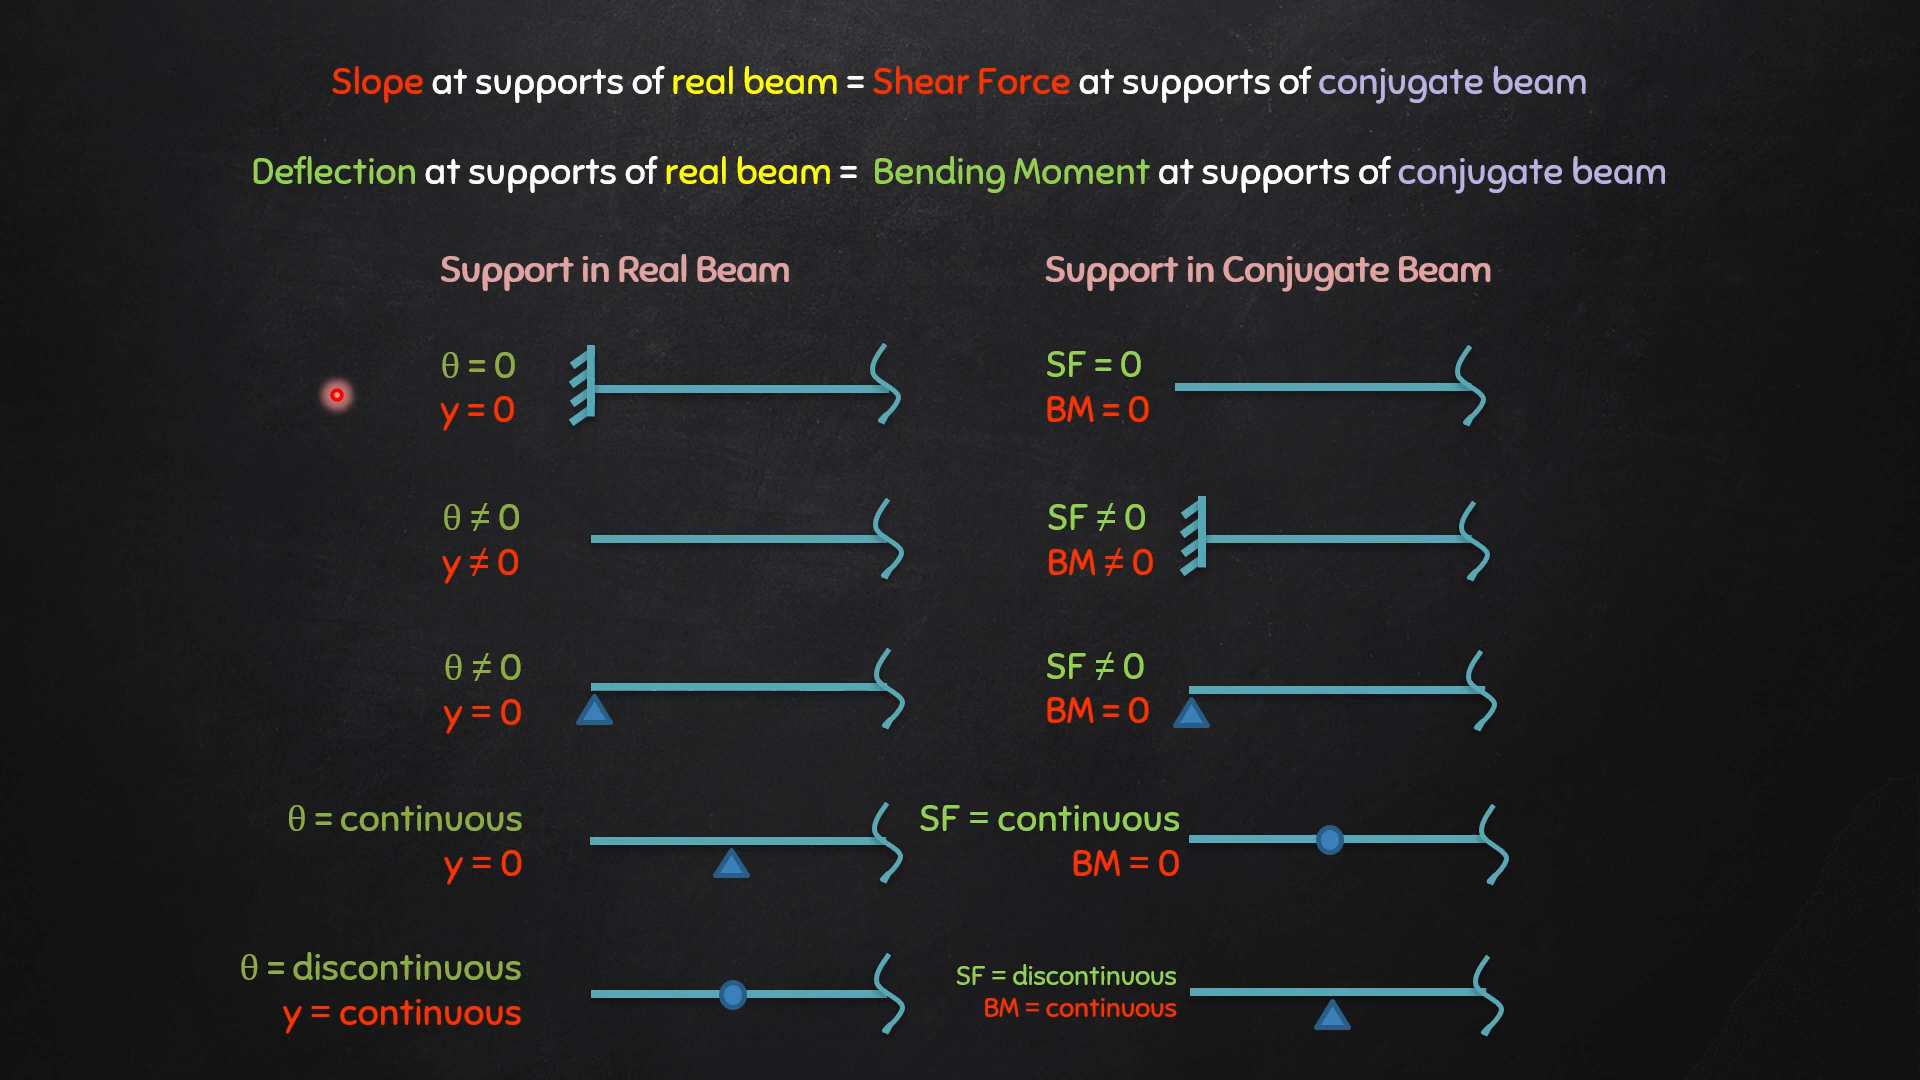 Slope at supports of real beam = Shear Force at supports of conjugate beam
Deflection at supports of real beam = Bending Moment at supports of conjugate beam
Support in Real Beam
Support in Conjugate Beam
θ = 0
y = 0
SF = 0
BM = 0
θ ≠ 0
y ≠ 0
SF ≠ 0
BM ≠ 0
θ ≠ 0
y = 0
SF ≠ 0
BM = 0
θ = continuous
y = 0
SF = continuous
BM = 0
θ = discontinuous
y = continuous
SF = discontinuous
BM = continuous